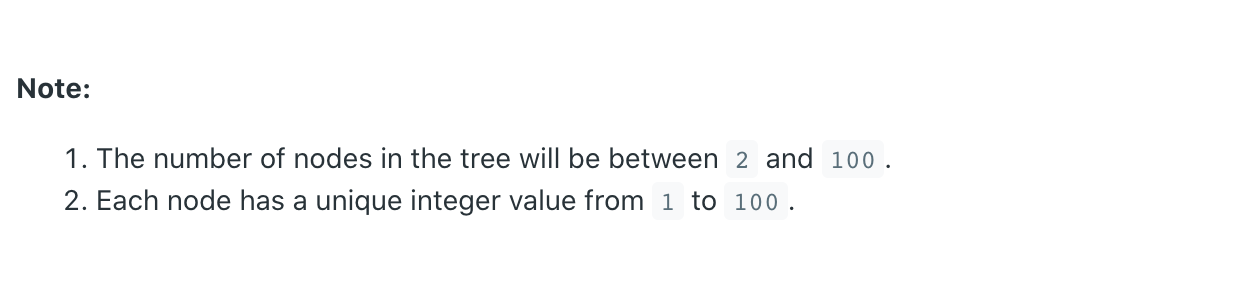 Note:
1. The number of nodes in the tree will be between 2 and 100.
2. Each node has a unique integer value from 1 to 100.